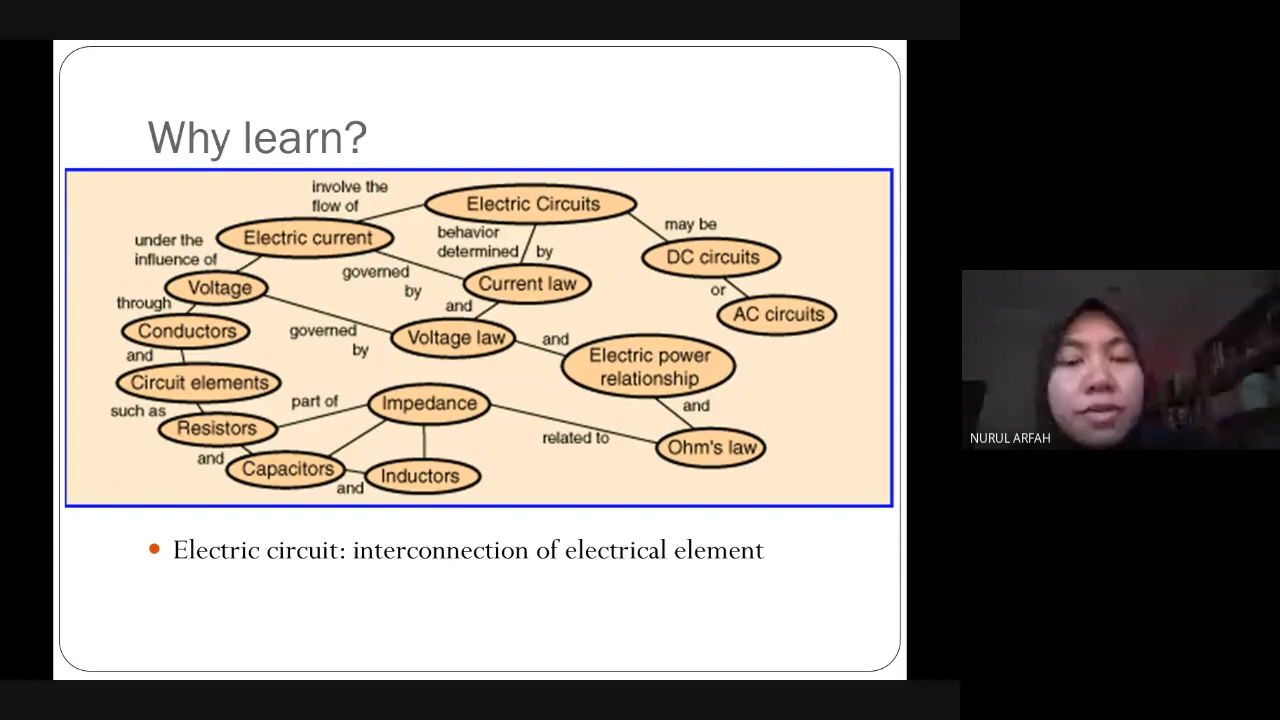 Why learn?
involve the
flow of
Electric Circuits
under the
influence of
Electric current
behavior
determined
by
may be
DC circuits
governed
by
Current law
or
Voltage
AC circuits
through
and
Conductors
governed
by
Voltage law
and
Electric power
relationship
and
Circuit elements
and
such as
part of
Impedance
Resistors
related to
Ohm's law
and
Capacitors
and
Inductors
Electric circuit: interconnection of electrical element
NURUL ARFAH